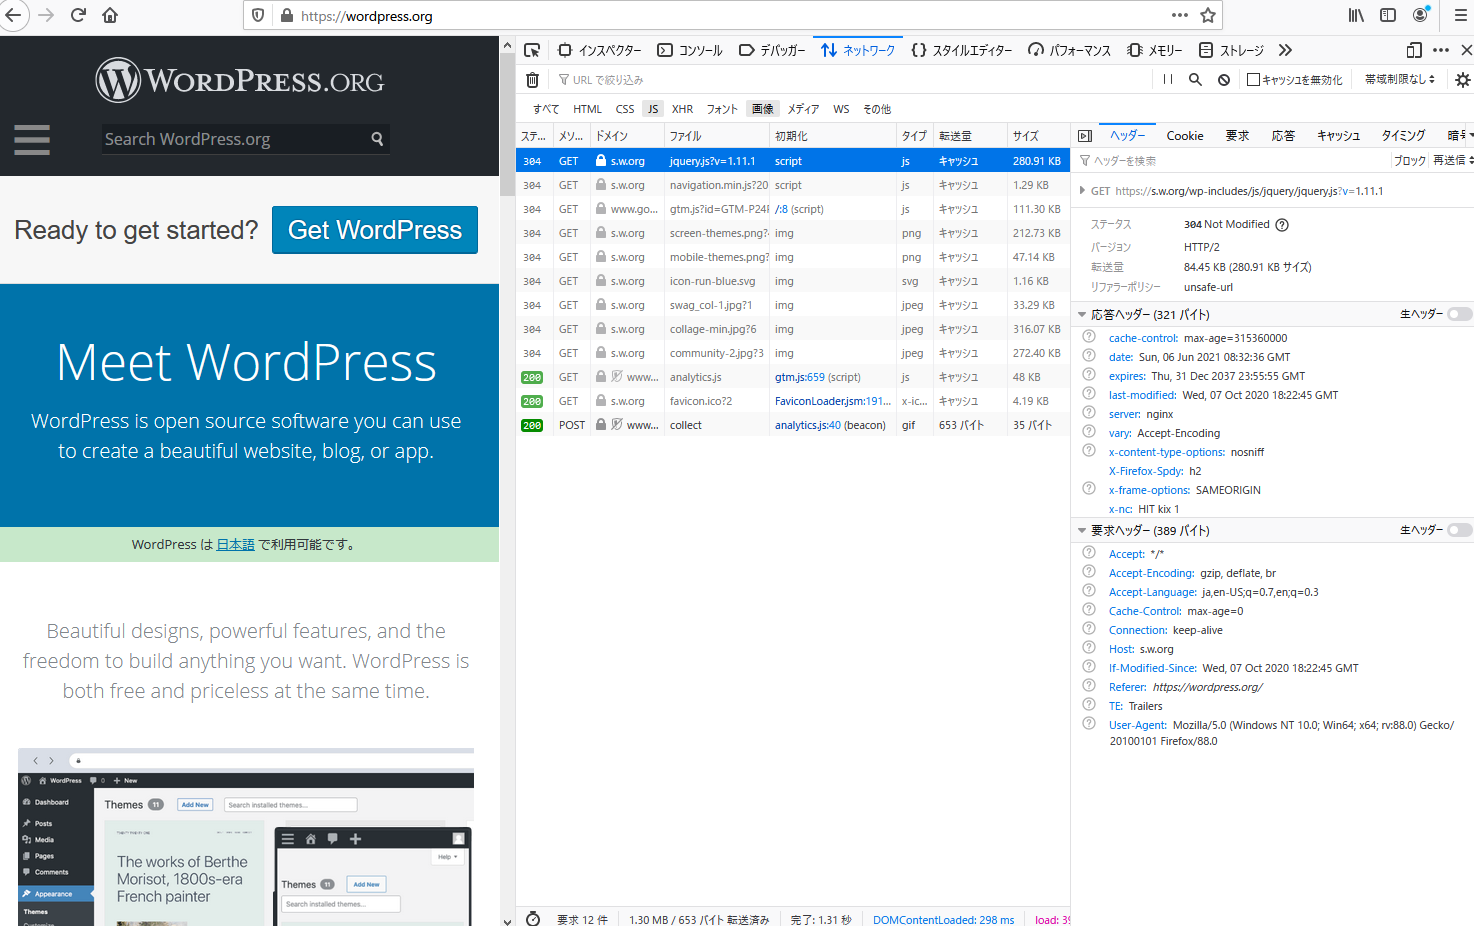 https://wordpress.org
WORDPRESS.ORG
Search WordPress.org
Ready to get started?
Get WordPress
Meet WordPress
WordPress is open source software you can use
to create a beautiful website, blog, or app.
WordPress は 日本語 で利用可能です。
Beautiful designs, powerful features, and the
freedom to build anything you want. WordPress is
both free and priceless at the same time.
WordPress 0 New
Dashboard
Posts
Media
Pages
Comments
Appearance
Themes
Themes 11 Add New Search installed themes...
The works of Berthe
Morisot, 1800s-era
French painter
Help
Themes 11 Add New
Search installed themes...
インスペクター コンソール デバッガー ネットワーク スタイルエディター パフォーマンス メモリー ストレージ
URL で絞り込み
キャッシュを無効化 帯域制限なし
すべて HTML CSS JS XHR フォント 画像 メディア WS その他
ステ... メソ... ドメイン ファイル 初期化 タイプ 転送量 サイズ
304 GET s.w.org jquery.js?v=1.11.1 script js キャッシュ 280.91 KB
304 GET s.w.org navigation.min.js?20 script js キャッシュ 1.29 KB
304 GET www.go... gtm.js?id=GTM-P24F /:8 (script) js キャッシュ 111.30 KB
304 GET s.w.org screen-themes.png? img png キャッシュ 212.73 KB
304 GET s.w.org mobile-themes.png? img png キャッシュ 47.14 KB
304 GET s.w.org icon-run-blue.svg img svg キャッシュ 1.16 KB
304 GET s.w.org swag_col-1.jpg?1 img jpeg キャッシュ 33.29 KB
304 GET s.w.org collage-min.jpg?6 img jpeg キャッシュ 316.07 KB
304 GET s.w.org community-2.jpg?3 img jpeg キャッシュ 272.40 KB
200 GET www... analytics.js gtm.js:659 (script) js キャッシュ 48 KB
200 GET s.w.org favicon.ico?2 FaviconLoader.jsm:191... x-ic... キャッシュ 4.19 KB
200 POST www... collect analytics.js:40 (beacon) gif 653 バイト 35 バイト
要求 12 件 1.30 MB / 653 バイト 転送済み 完了: 1.31 秒 DOMContentLoaded: 298 ms load: 39
ヘッダー Cookie 要求 応答 キャッシュ タイミング 暗号
ヘッダーを検索 ブロック 再送信
GET https://s.w.org/wp-includes/js/jquery/jquery.js?v=1.11.1
ステータス 304 Not Modified
バージョン HTTP/2
転送量 84.45 KB (280.91 KB サイズ)
リファラーポリシー unsafe-url
応答ヘッダー (321 バイト) 生ヘッダー
cache-control: max-age=315360000
date: Sun, 06 Jun 2021 08:32:36 GMT
expires: Thu, 31 Dec 2037 23:55:55 GMT
last-modified: Wed, 07 Oct 2020 18:22:45 GMT
server: nginx
vary: Accept-Encoding
x-content-type-options: nosniff
X-Firefox-Spdy: h2
x-frame-options: SAMEORIGIN
x-nc: HIT kix 1
要求ヘッダー (389 バイト) 生ヘッダー
Accept: */*
Accept-Encoding: gzip, deflate, br
Accept-Language: ja,en-US;q=0.7,en;q=0.3
Cache-Control: max-age=0
Connection: keep-alive
Host: s.w.org
If-Modified-Since: Wed, 07 Oct 2020 18:22:45 GMT
Referer: https://wordpress.org/
TE: Trailers
User-Agent: Mozilla/5.0 (Windows NT 10.0; Win64; x64; rv:88.0) Gecko/
20100101 Firefox/88.0